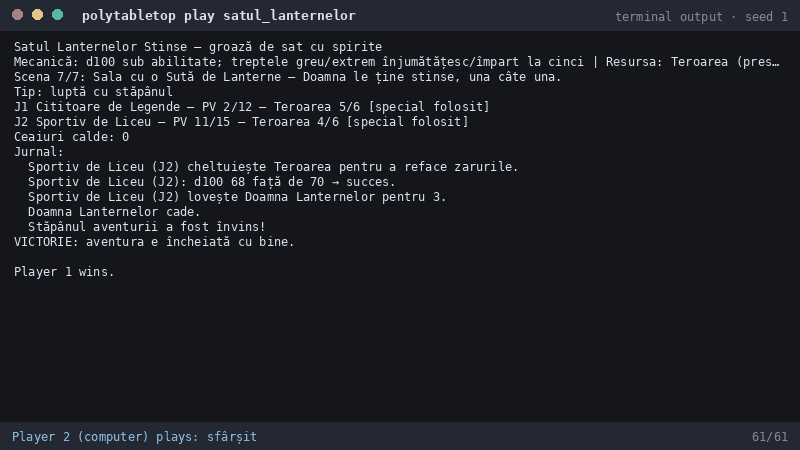 polytabletop play satul_lanternelor
terminal output · seed 1
Satul Lanternelor Stinse — groază de sat cu spirite
Mecanică: d100 sub abilitate; treptele greu/extrem înjumătățesc/împart la cinci | Resursa: Teroarea (pres…
Scena 7/7: Sala cu o Sută de Lanterne — Doamna le ține stinse, una câte una.
Tip: luptă cu stăpânul
J1 Cititoare de Legende — PV 2/12 — Teroarea 5/6 [special folosit]
J2 Sportiv de Liceu — PV 11/15 — Teroarea 4/6 [special folosit]
Ceaiuri calde: 0
Jurnal:
Sportiv de Liceu (J2) cheltuiește Teroarea pentru a reface zarurile.
Sportiv de Liceu (J2): d100 68 față de 70 → succes.
Sportiv de Liceu (J2) lovește Doamna Lanternelor pentru 3.
Doamna Lanternelor cade.
Stăpânul aventurii a fost învins!
VICTORIE: aventura e încheiată cu bine.
Player 1 wins.
Player 2 (computer) plays: sfârșit
61/61